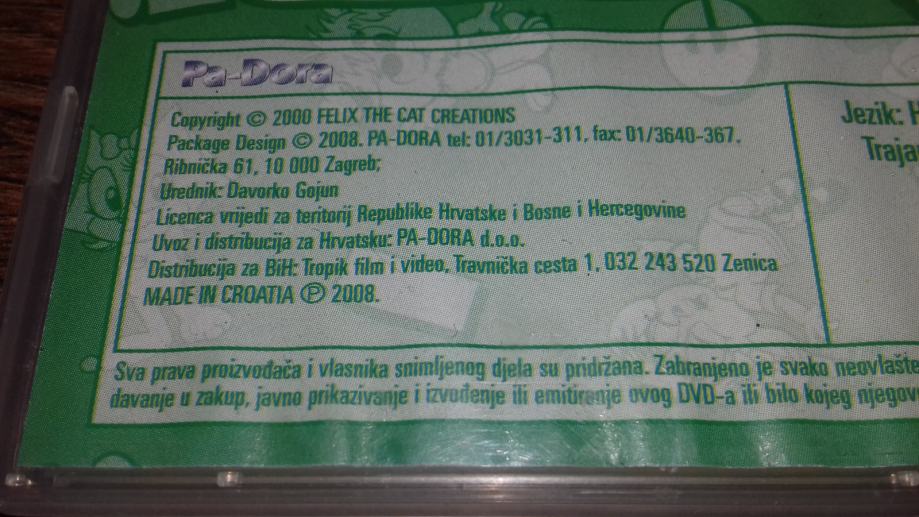 Pa-Dora
Copyright © 2000 FELIX THE CAT CREATIONS
Package Design © 2008. PA-DORA tel: 01/3031-311, fax: 01/3640-367.
Ribnička 61, 10 000 Zagreb;
Urednik: Davorko Gojun
Licenca vrijedi za teritorij Republike Hrvatske i Bosne i Hercegovine
Uvoz i distribucija za Hrvatsku: PA-DORA d.o.o.
Distribucija za BiH: Tropik film i video, Travnička cesta 1, 032 243 520 Zenica
MADE IN CROATIA ℗ 2008.
Jezik:
Sva prava proizvođača i vlasnika snimljenog djela su pridržana. Zabranjeno je svako
davanje u zakup, javno prikazivanje i izvođenje ili emitiranje ovog DVD-a ili bilo kojeg